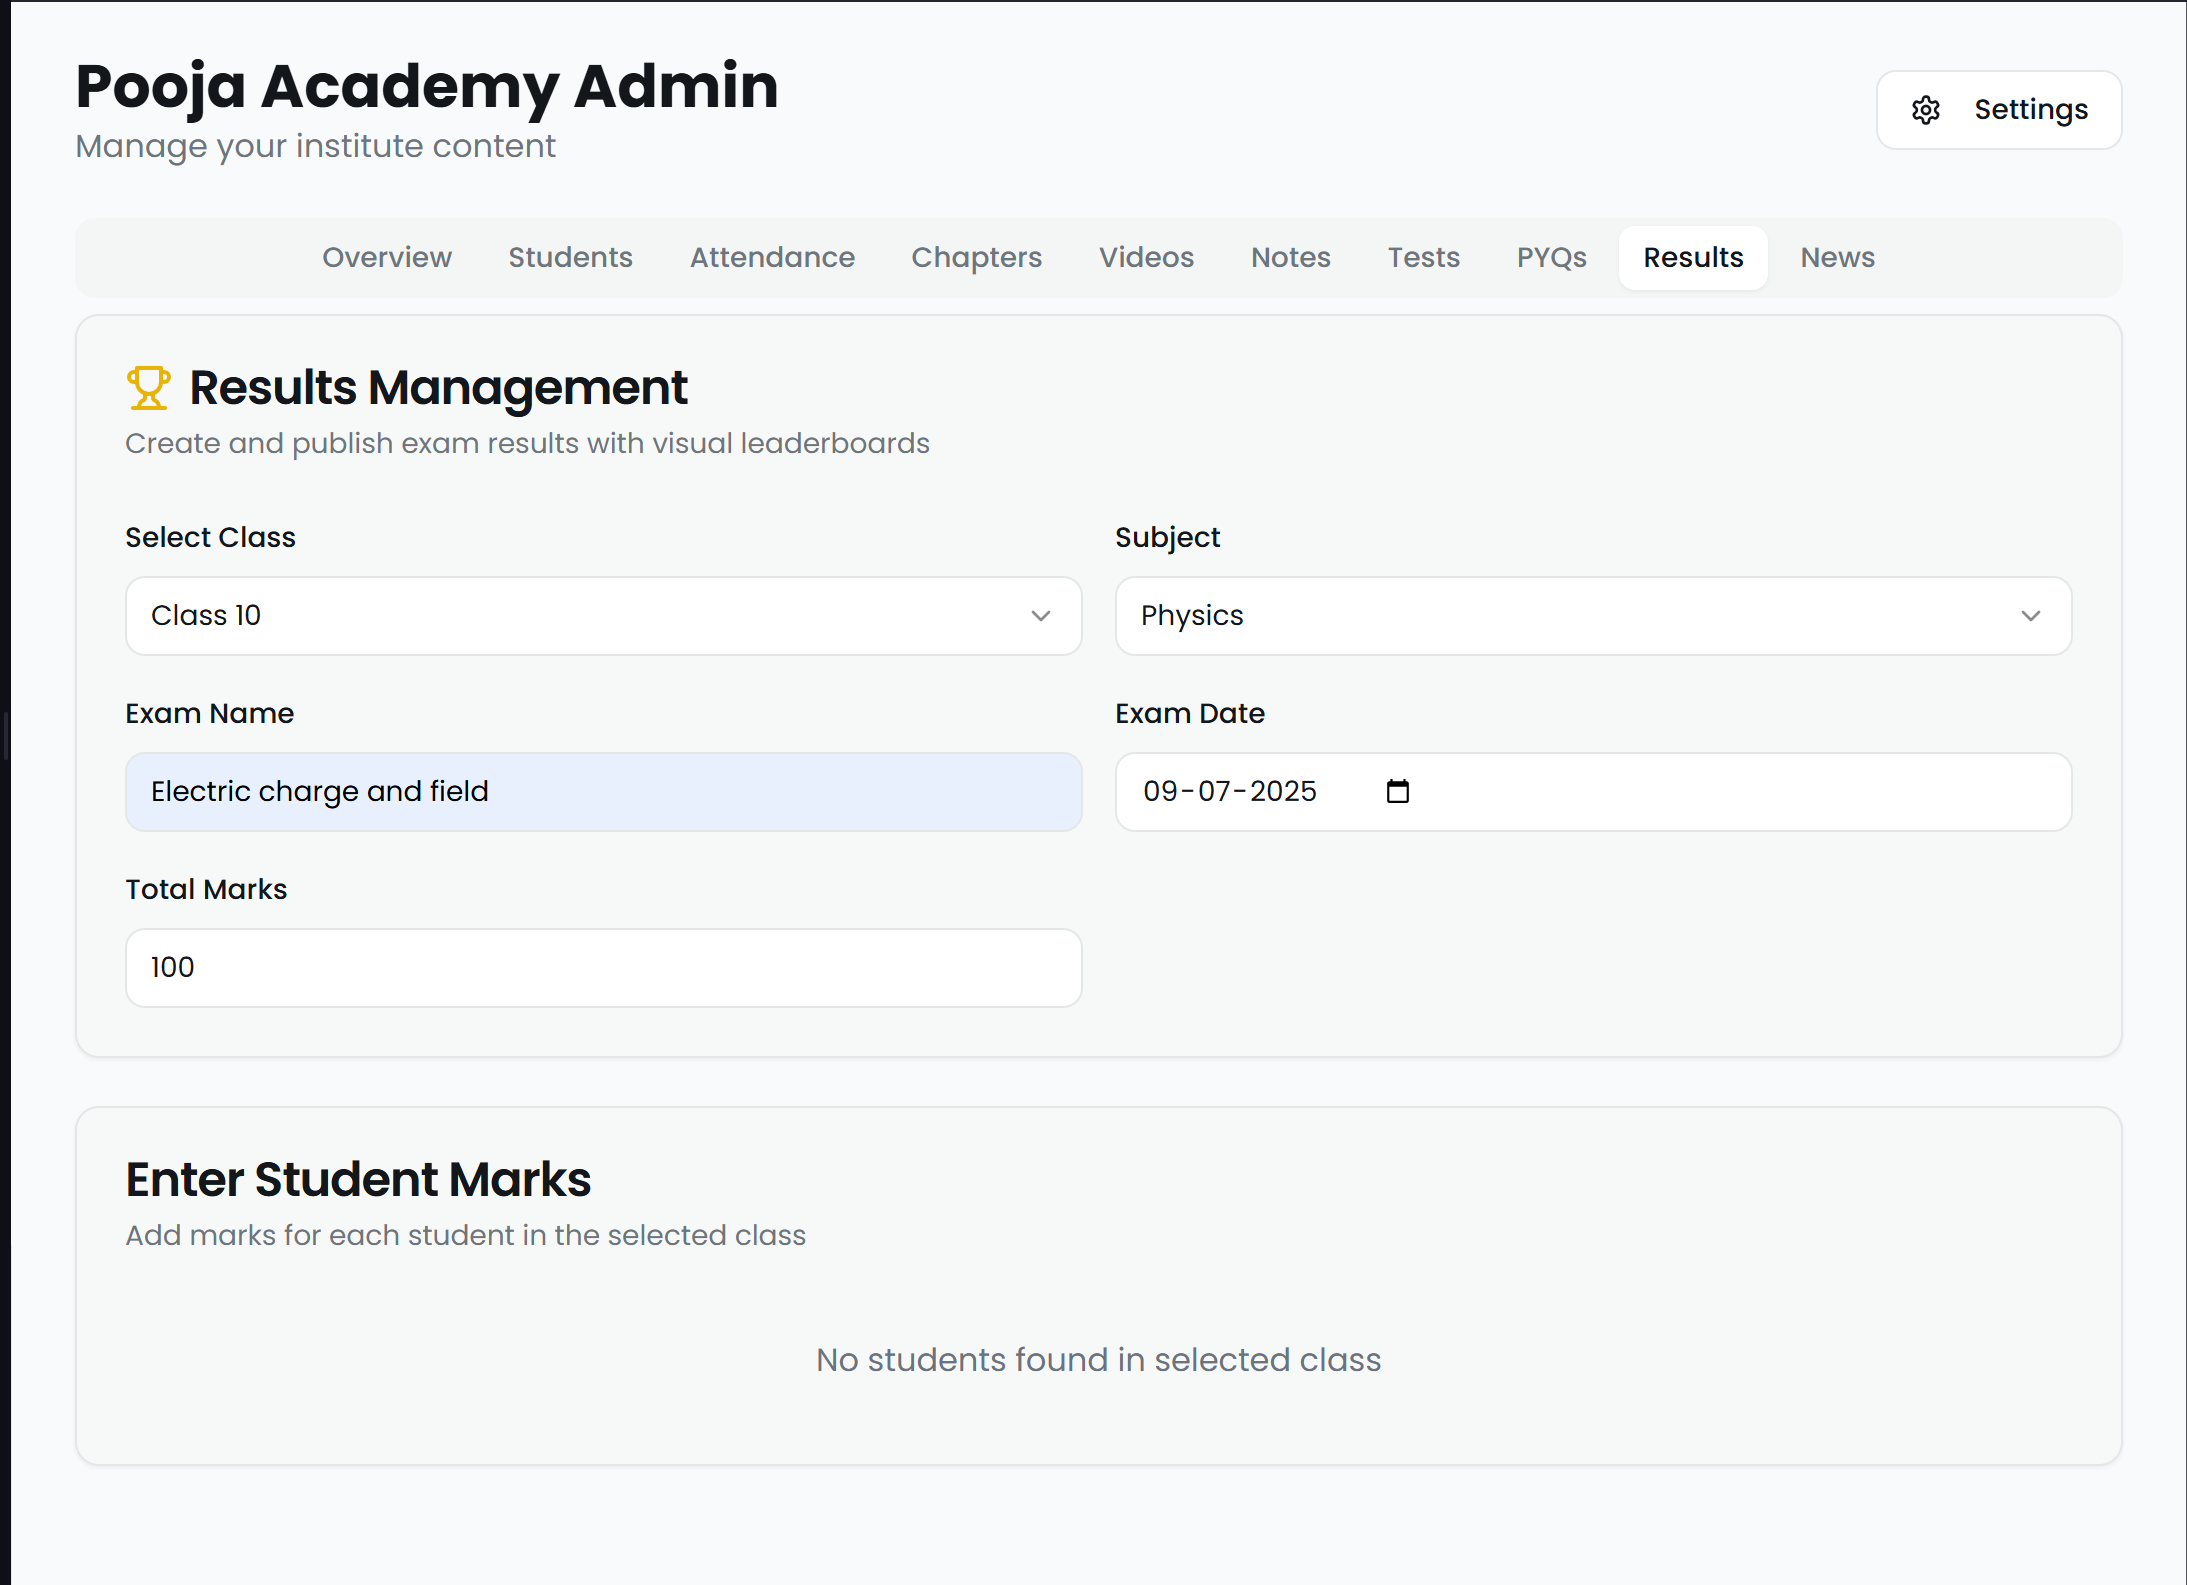 Pooja Academy Admin
Manage your institute content
Settings
Overview Students Attendance Chapters Videos Notes Tests PYQs Results News
Results Management
Create and publish exam results with visual leaderboards
Select Class
Class 10
Subject
Physics
Exam Name
Electric charge and field
Exam Date
09-07-2025
Total Marks
100
Enter Student Marks
Add marks for each student in the selected class
No students found in selected class